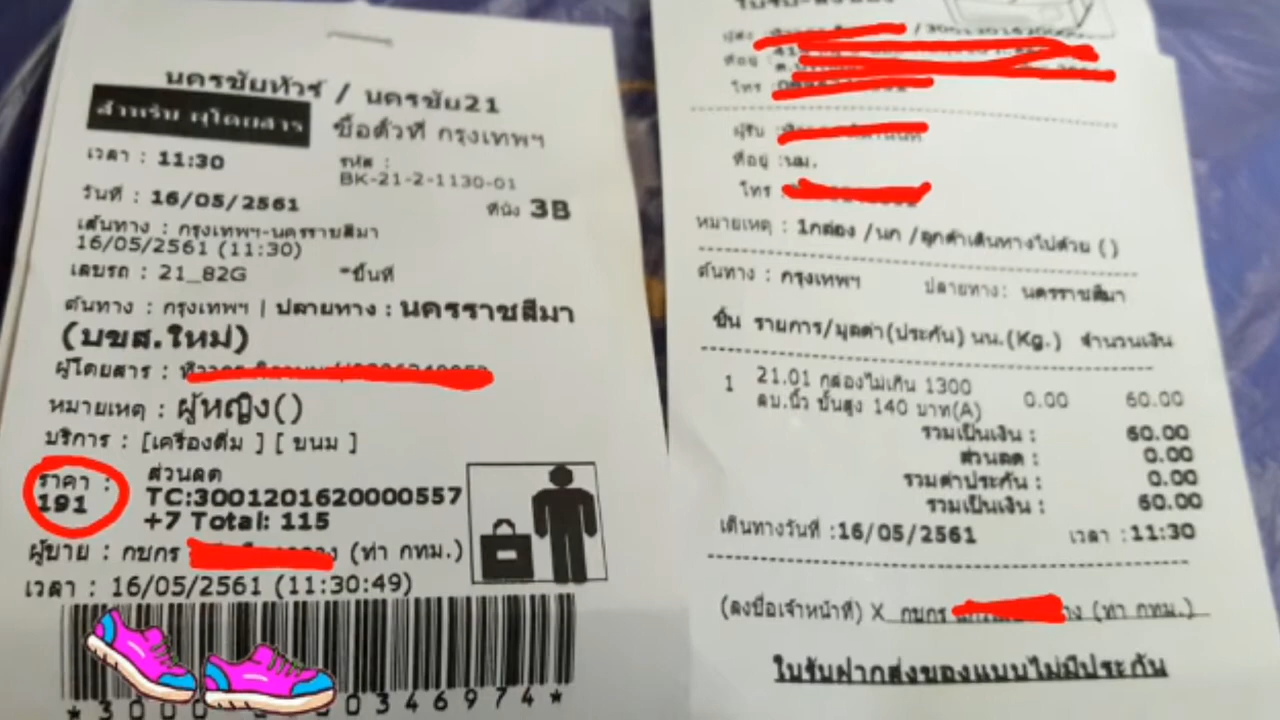 นครชัยทัวร์ / นครชัย21
สำหรับ ผู้โดยสาร
ซื้อตั๋วที่ กรุงเทพฯ
เวลา : 11:30
รหัส :
BK-21-2-1130-01
วันที่ : 16/05/2561
ที่นั่ง 3B
เส้นทาง : กรุงเทพฯ-นครราชสีมา
16/05/2561 (11:30)
เลขรถ : 21_82G *ขึ้นที่
ต้นทาง : กรุงเทพฯ | ปลายทาง : นครราชสีมา
(บขส.ใหม่)
ผู้โดยสาร :
หมายเหตุ : ผู้หญิง()
บริการ : [เครื่องดื่ม ] [ ขนม ]
ราคา :
191
ส่วนลด
TC:3001201620000557
+7 Total: 115
ผู้ขาย : กบกร (ท่า กทม.)
เวลา : 16/05/2561 (11:30:49)
ผู้ส่ง :
ที่อยู่ :
โทร :
ผู้รับ :
ที่อยู่ :นม.
โทร :
หมายเหตุ : 1กล่อง /นก /ลูกค้าเดินทางไปด้วย ()
ต้นทาง : กรุงเทพฯ ปลายทาง: นครราชสีมา
ชิ้น รายการ/มูลค่า(ประกัน) นน.(Kg.) จำนวนเงิน
1 21.01 กล่องไม่เกิน 1300
ลบ.นิ้ว ขั้นสูง 140 บาท(A) 0.00 60.00
รวมเป็นเงิน : 60.00
ส่วนลด : 0.00
รวมค่าประกัน : 0.00
รวมเป็นเงิน : 60.00
เดินทางวันที่ :16/05/2561 เวลา :11:30
(ลงชื่อเจ้าหน้าที่) X กบกร (ท่า กทม.)
ใบรับฝากส่งของแบบไม่มีประกัน